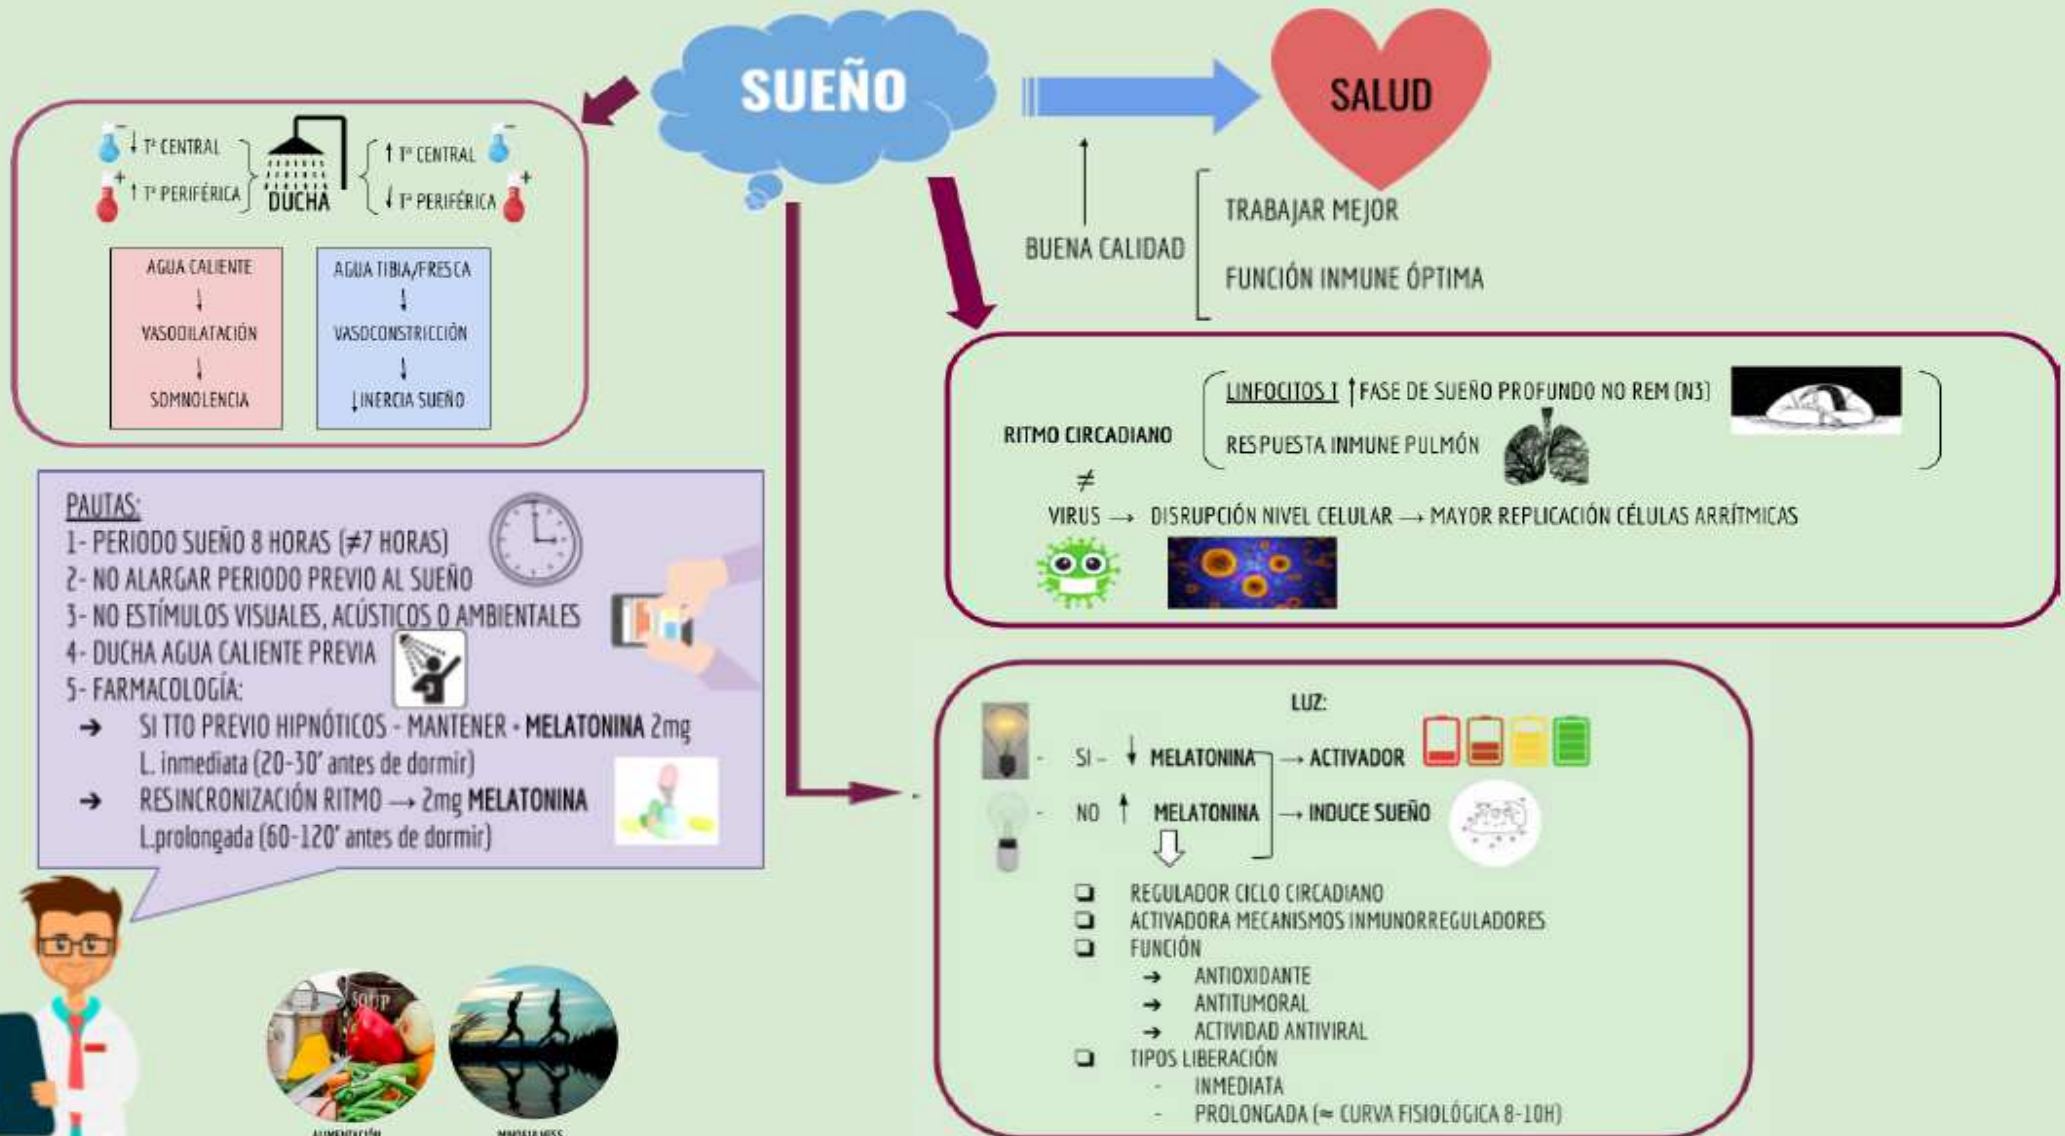 SUEÑO
SALUD
↓ Tª CENTRAL
↑ Tª PERIFÉRICA
DUCHA
↑ Tª CENTRAL
↓ Tª PERIFÉRICA
AGUA CALIENTE
↓
VASODILATACIÓN
↓
SOMNOLENCIA
AGUA TIBIA/FRESCA
↓
VASOCONSTRICCIÓN
↓
↓INERCIA SUEÑO
BUENA CALIDAD
TRABAJAR MEJOR
FUNCIÓN INMUNE ÓPTIMA
RITMO CIRCADIANO
LINFOCITOS T ↑FASE DE SUEÑO PROFUNDO NO REM (N3)
RESPUESTA INMUNE PULMÓN
≠
VIRUS → DISRUPCIÓN NIVEL CELULAR → MAYOR REPLICACIÓN CÉLULAS ARRÍTMICAS
PAUTAS:
1- PERIODO SUEÑO 8 HORAS (≠7 HORAS)
2- NO ALARGAR PERIODO PREVIO AL SUEÑO
3- NO ESTÍMULOS VISUALES, ACÚSTICOS O AMBIENTALES
4- DUCHA AGUA CALIENTE PREVIA
5- FARMACOLOGÍA:
➔ SI TTO PREVIO HIPNÓTICOS - MANTENER + MELATONINA 2mg
L. inmediata (20-30' antes de dormir)
➔ RESINCRONIZACIÓN RITMO → 2mg MELATONINA
L.prolongada (60-120' antes de dormir)
LUZ:
- SI - ↓ MELATONINA → ACTIVADOR
- NO ↑ MELATONINA → INDUCE SUEÑO
❑ REGULADOR CICLO CIRCADIANO
❑ ACTIVADORA MECANISMOS INMUNORREGULADORES
❑ FUNCIÓN
➔ ANTIOXIDANTE
➔ ANTITUMORAL
➔ ACTIVIDAD ANTIVIRAL
❑ TIPOS LIBERACIÓN
- INMEDIATA
- PROLONGADA (≈ CURVA FISIOLÓGICA 8-10H)
SOUP
ALIMENTACIÓN